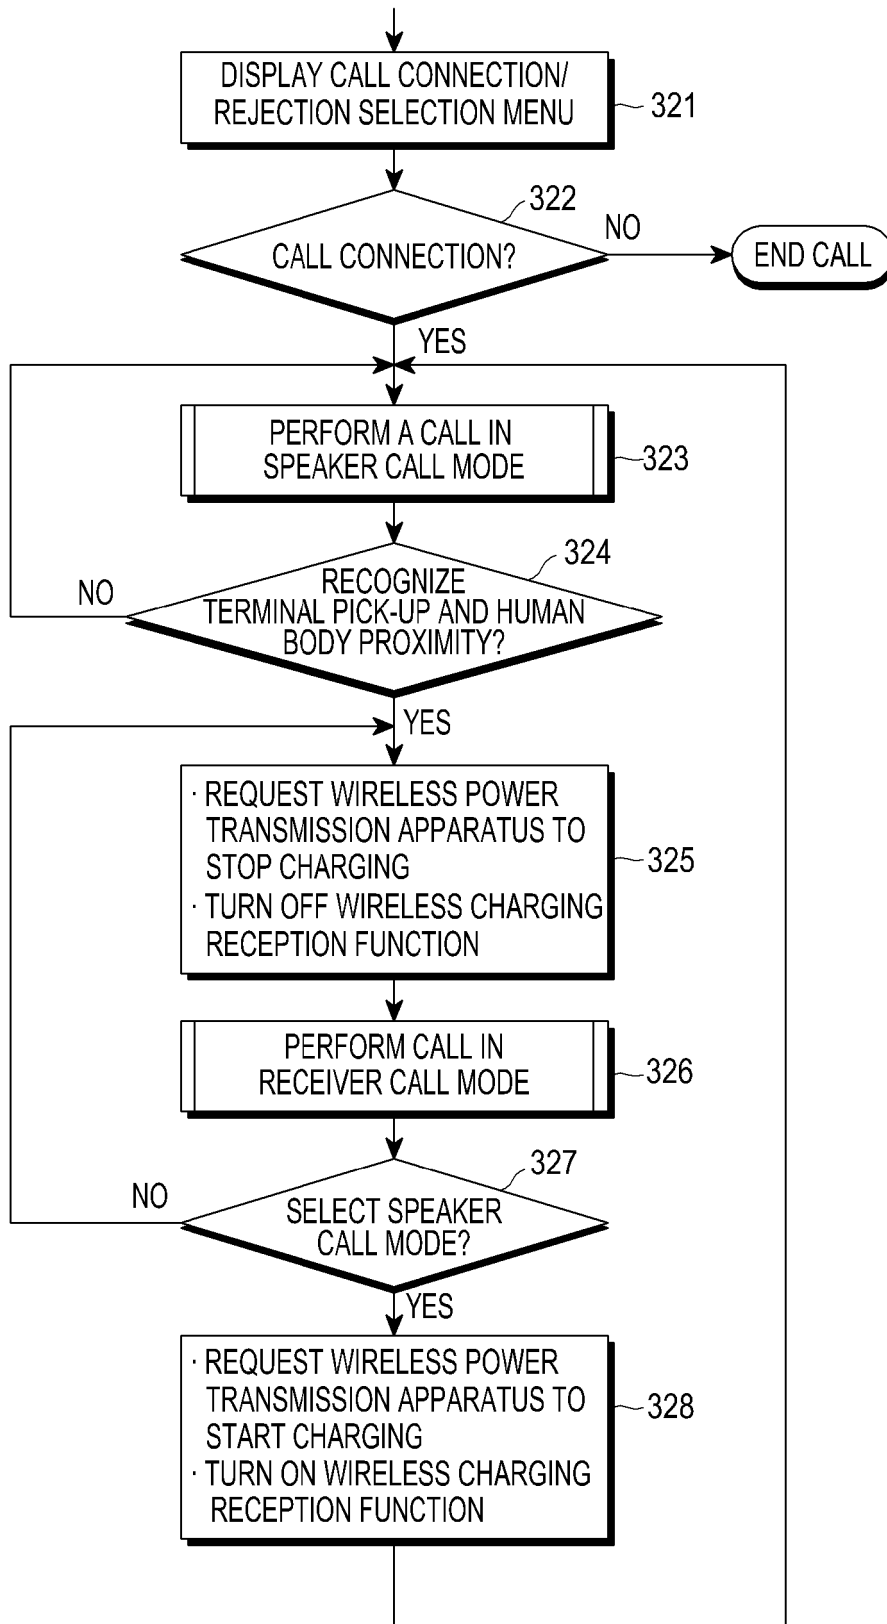 DISPLAY CALL CONNECTION/
REJECTION SELECTION MENU
321
322
CALL CONNECTION?
NO
END CALL
YES
PERFORM A CALL IN
SPEAKER CALL MODE
323
324
RECOGNIZE
TERMINAL PICK-UP AND HUMAN
BODY PROXIMITY?
NO
YES
· REQUEST WIRELESS POWER
TRANSMISSION APPARATUS TO
STOP CHARGING
· TURN OFF WIRELESS CHARGING
RECEPTION FUNCTION
325
PERFORM CALL IN
RECEIVER CALL MODE
326
327
SELECT SPEAKER
CALL MODE?
NO
YES
· REQUEST WIRELESS POWER
TRANSMISSION APPARATUS TO
START CHARGING
· TURN ON WIRELESS CHARGING
RECEPTION FUNCTION
328